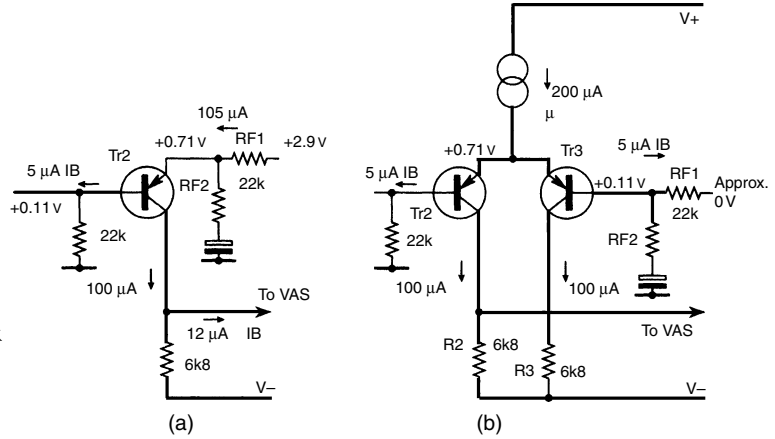 V+
200 μA
μ
105 μA
+0.71 V
RF1
+2.9V
Tr2
5 μA IB
RF2
22k
+0.11 V
22k
100 μA
To VAS
12 μA
IB
6k8
V–
(a)
+0.71 V
Tr3
5 μA IB
5 μA IB
RF1
+0.11 V
Approx.
0 V
22k
Tr2
22k
RF2
100 μA
100 μA
To VAS
R2
6k8
R3
6k8
V–
(b)